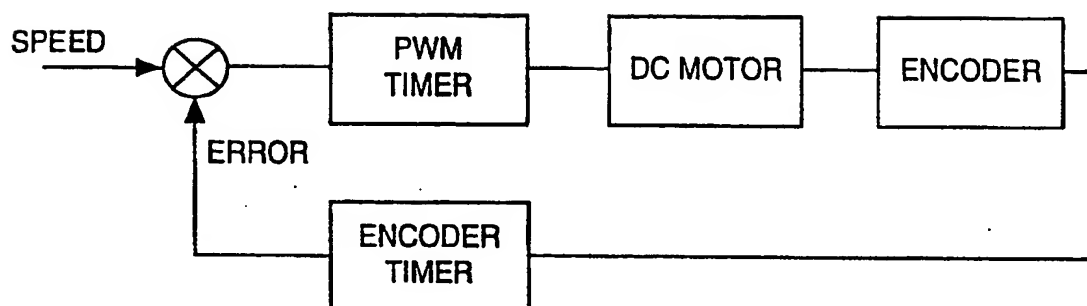 SPEED
PWM
TIMER
DC MOTOR
ENCODER
ERROR
ENCODER
TIMER